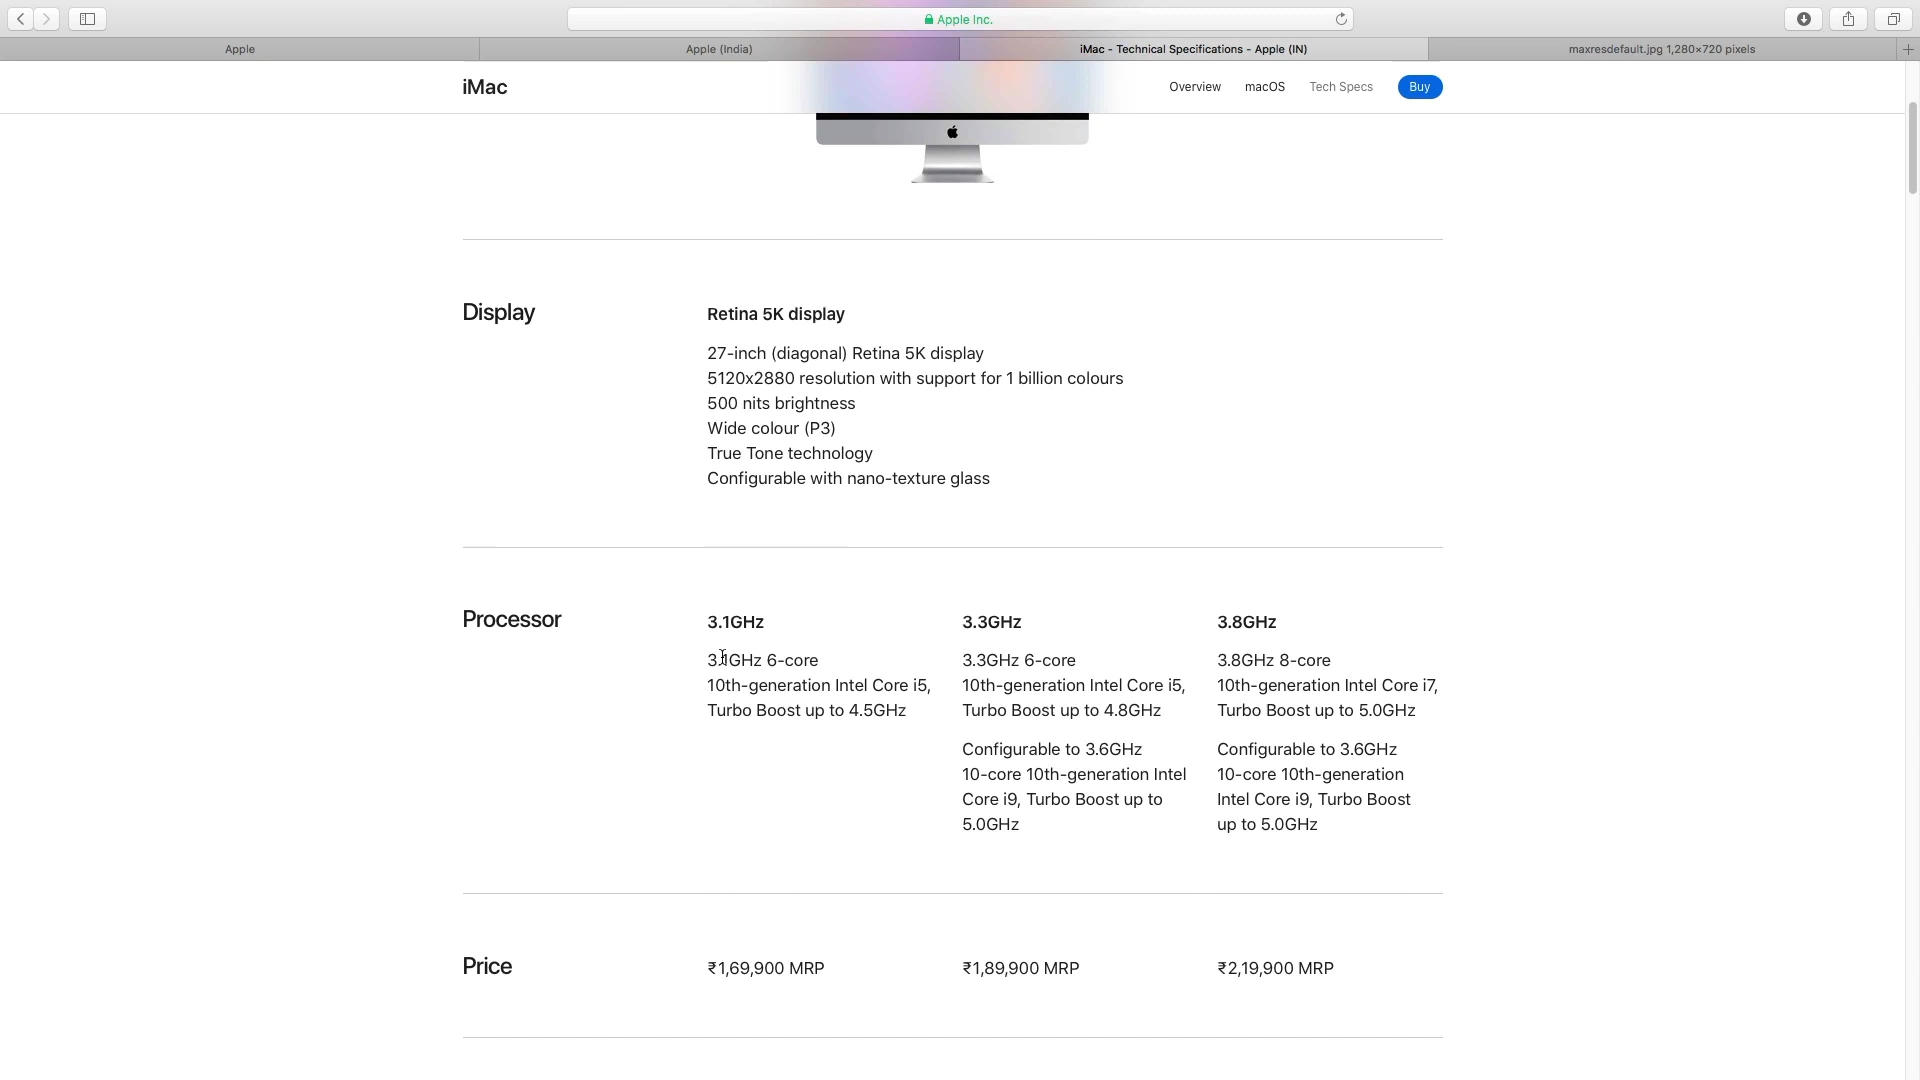 Apple Inc.
Apple
Apple (India)
iMac - Technical Specifications - Apple (IN)
maxresdefault.jpg 1,280×720 pixels
iMac
Overview
macOS
Tech Specs
Buy
Display
Retina 5K display
27-inch (diagonal) Retina 5K display
5120x2880 resolution with support for 1 billion colours
500 nits brightness
Wide colour (P3)
True Tone technology
Configurable with nano-texture glass
Processor
3.1GHz
3.1GHz 6-core
10th-generation Intel Core i5,
Turbo Boost up to 4.5GHz
3.3GHz
3.3GHz 6-core
10th-generation Intel Core i5,
Turbo Boost up to 4.8GHz
Configurable to 3.6GHz
10-core 10th-generation Intel
Core i9, Turbo Boost up to
5.0GHz
3.8GHz
3.8GHz 8-core
10th-generation Intel Core i7,
Turbo Boost up to 5.0GHz
Configurable to 3.6GHz
10-core 10th-generation
Intel Core i9, Turbo Boost
up to 5.0GHz
Price
₹1,69,900 MRP
₹1,89,900 MRP
₹2,19,900 MRP